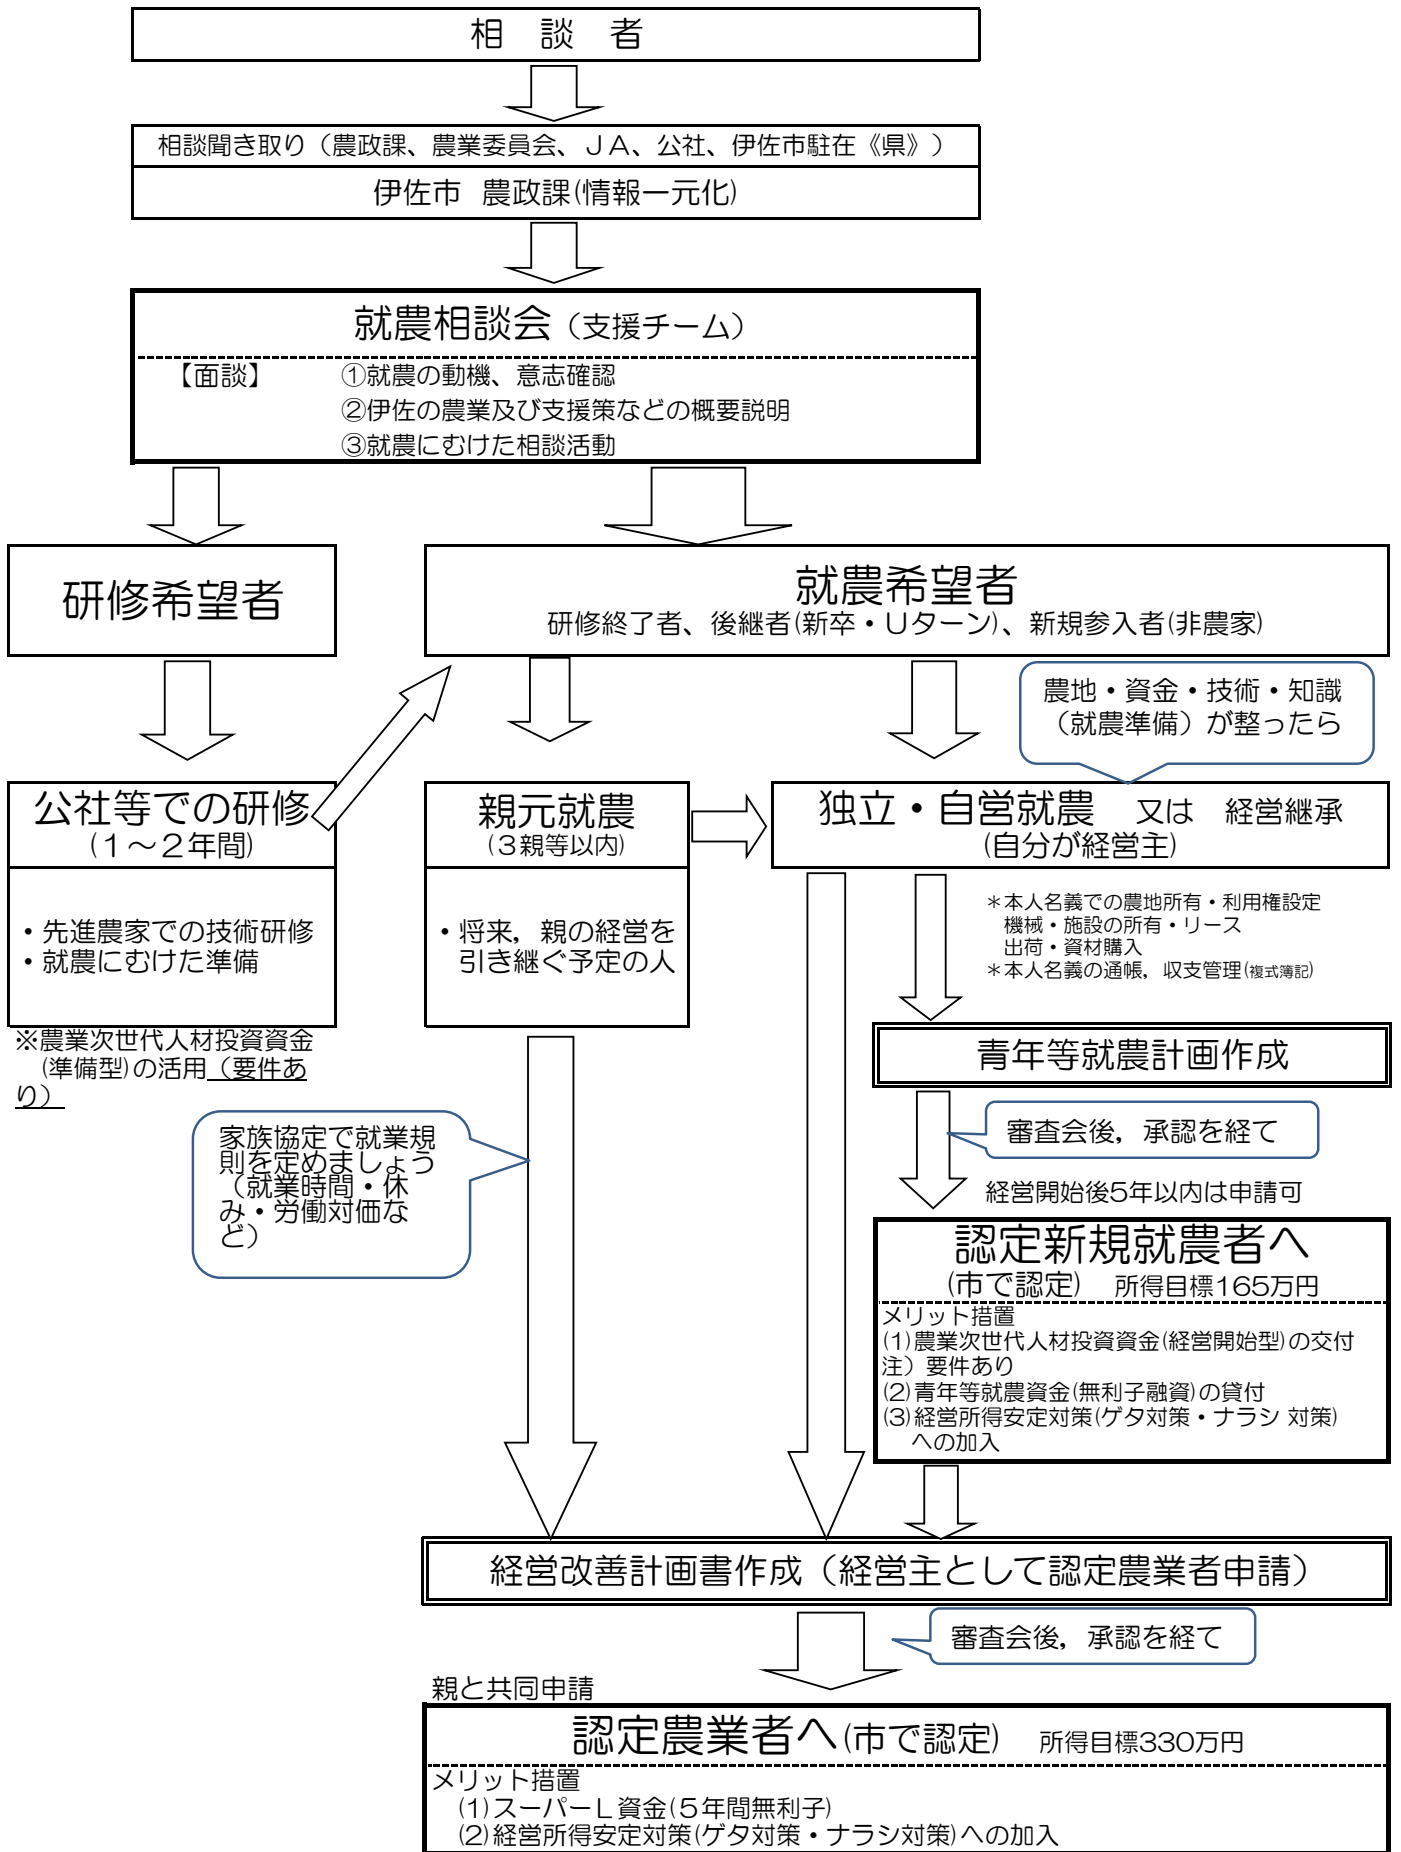 相　談　者
相談聞き取り（農政課、農業委員会、ＪＡ、公社、伊佐市駐在《県》）
伊佐市　農政課(情報一元化)
就農相談会（支援チーム）
【面談】　①就農の動機、意志確認
②伊佐の農業及び支援策などの概要説明
③就農にむけた相談活動
研修希望者
就農希望者
研修終了者、後継者(新卒・Ｕターン)、新規参入者(非農家)
農地・資金・技術・知識
（就農準備）が整ったら
公社等での研修
(１～２年間)
・先進農家での技術研修
・就農にむけた準備
※農業次世代人材投資資金
(準備型)の活用（要件あ
り）
親元就農
(３親等以内)
・将来，親の経営を
引き継ぐ予定の人
独立・自営就農　又は　経営継承
(自分が経営主)
＊本人名義での農地所有・利用権設定
機械・施設の所有・リース
出荷・資材購入
＊本人名義の通帳，収支管理(複式簿記)
青年等就農計画作成
審査会後，承認を経て
経営開始後5年以内は申請可
家族協定で就業規
則を定めましょう
（就業時間・休
み・労働対価な
ど）
認定新規就農者へ
(市で認定)　所得目標165万円
メリット措置
(1)農業次世代人材投資資金(経営開始型)の交付
注）要件あり
(2)青年等就農資金(無利子融資)の貸付
(3)経営所得安定対策(ゲタ対策・ナラシ 対策)
への加入
経営改善計画書作成（経営主として認定農業者申請）
審査会後，承認を経て
親と共同申請
認定農業者へ(市で認定)　所得目標330万円
メリット措置
(1)スーパーＬ資金(５年間無利子)
(2)経営所得安定対策(ゲタ対策・ナラシ対策)への加入